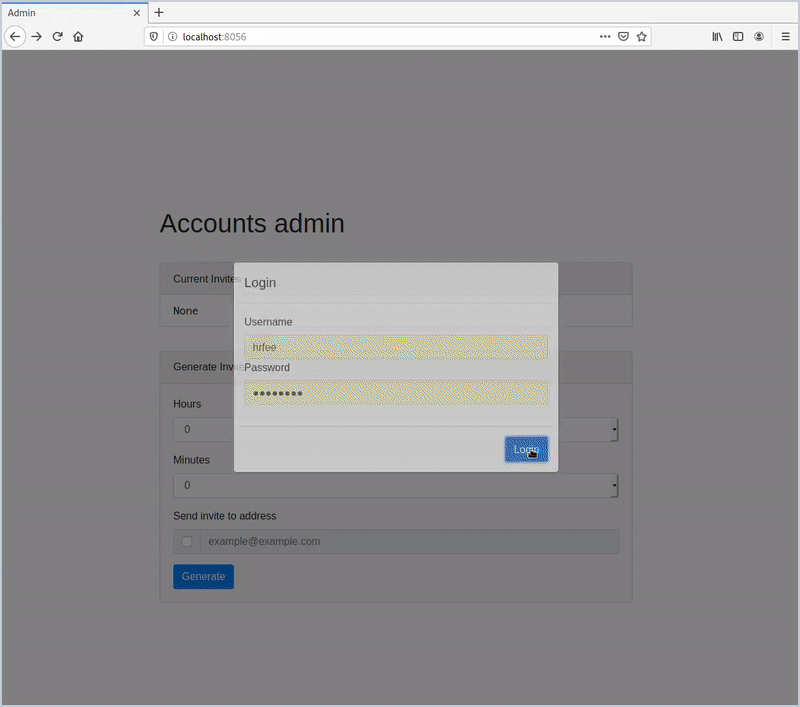 Admin
localhost:8056
Accounts admin
Current Invites
None
Login
Username
hrfee
Password
Login
Generate Invite
Hours
0
Minutes
0
Send invite to address
example@example.com
Generate